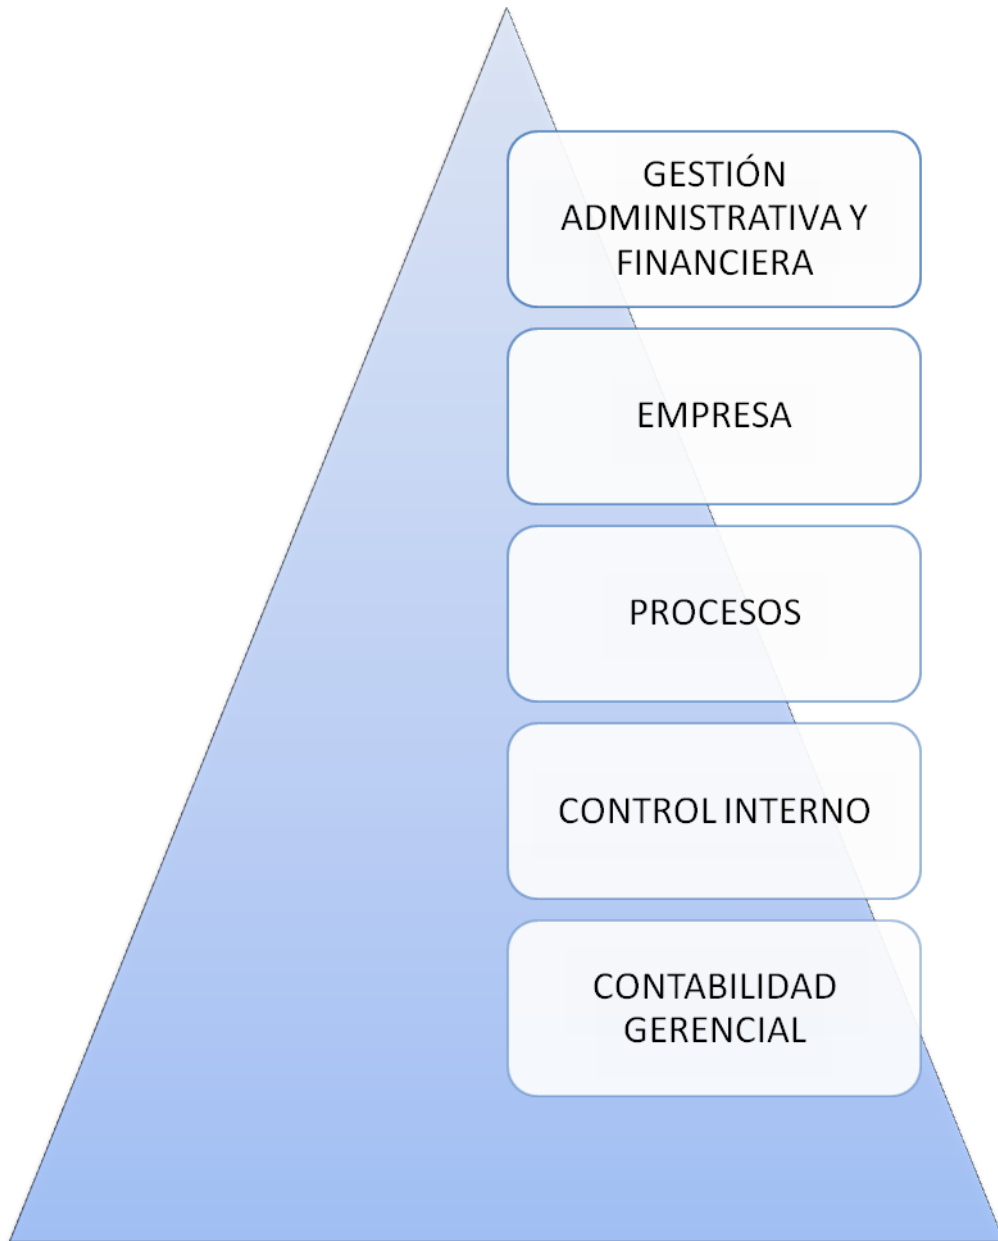 GESTIÓN
ADMINISTRATIVA Y
FINANCIERA
EMPRESA
PROCESOS
CONTROL INTERNO
CONTABILIDAD
GERENCIAL